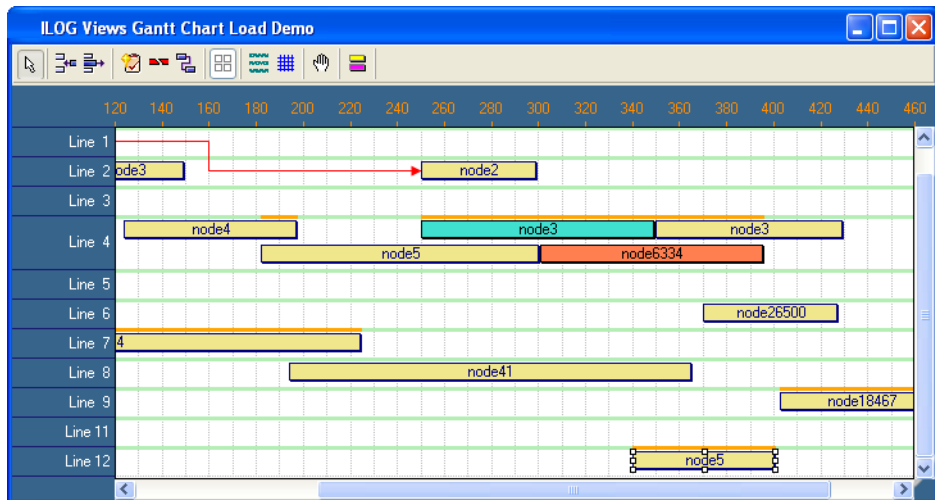 ILOG Views Gantt Chart Load Demo
120 140 160 180 200 220 240 260 280 300 320 340 360 380 400 420 440 460
Line 1
Line 2 ode3 node2
Line 3
Line 4 node4 node3 node3
node5 node6334
Line 5
Line 6 node26500
Line 7 4
Line 8 node41
Line 9 node18467
Line 11
Line 12 node5